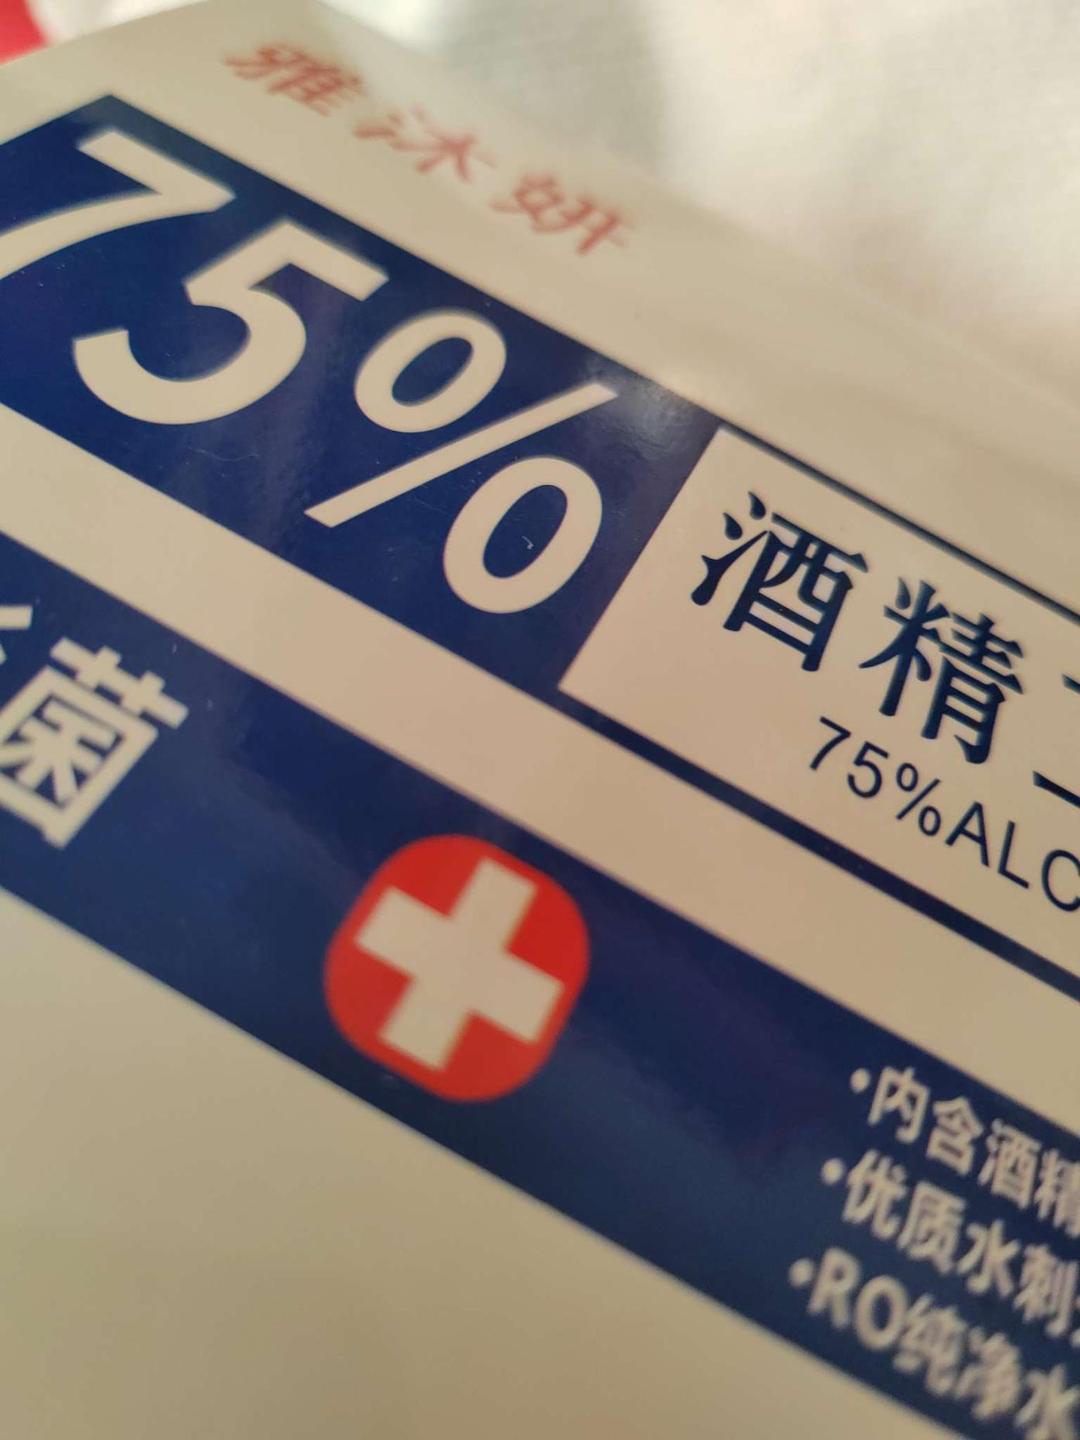 雅沐妍
75%
酒精
75%ALC
菌
·内含酒精
·优质水刺
·RO纯净水